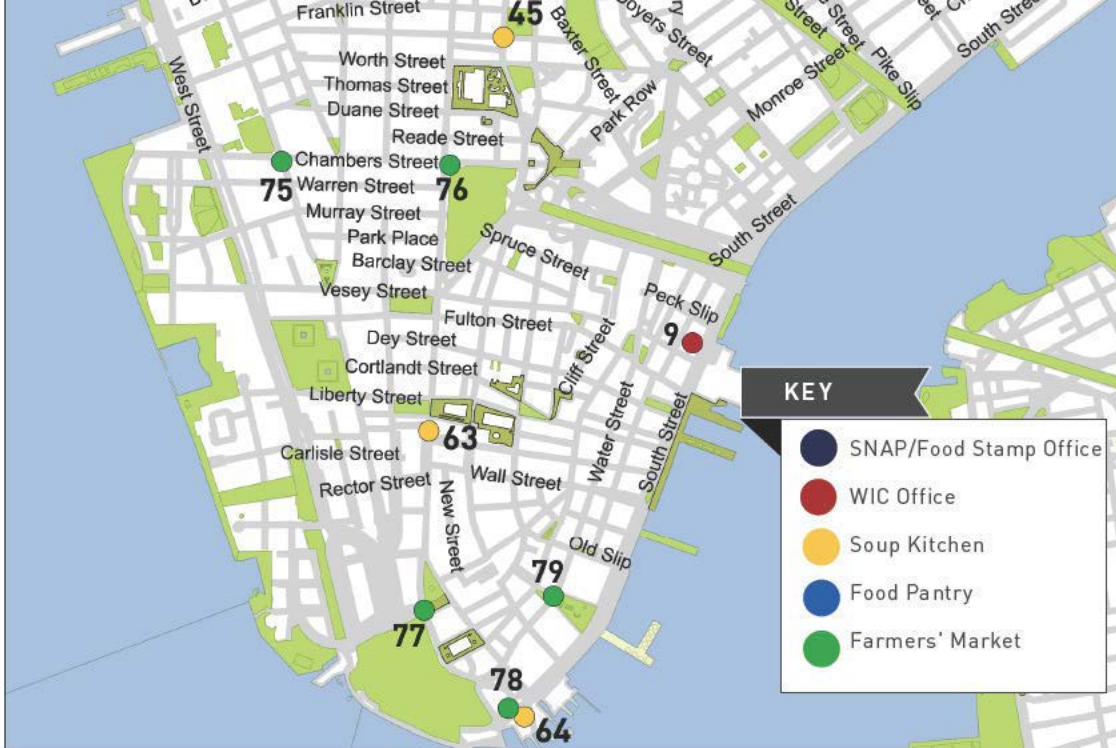 Franklin Street
45
Baxter Street
Doyers Street
Street
Street
South Street
Worth Street
Thomas Street
Duane Street
Reade Street
West Street
Park Row
Monroe Street
Pike Slip
Chambers Street
75
76
Warren Street
Murray Street
Park Place
Barclay Street
Vesey Street
Spruce Street
South Street
Peck Slip
9
Fulton Street
Dey Street
Cortlandt Street
Liberty Street
Cliff Street
Water Street
South Street
63
Carlisle Street
Rector Street
Wall Street
New Street
Old Slip
79
77
78
64
KEY
SNAP/Food Stamp Office
WIC Office
Soup Kitchen
Food Pantry
Farmers' Market